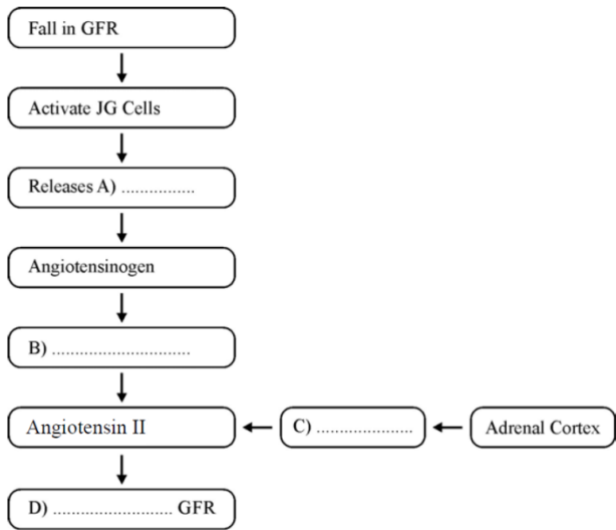 Fall in GFR
Activate JG Cells
Releases A) ................
Angiotensinogen
B) ..............................
Angiotensin II
C) .....................
Adrenal Cortex
D) .......................... GFR